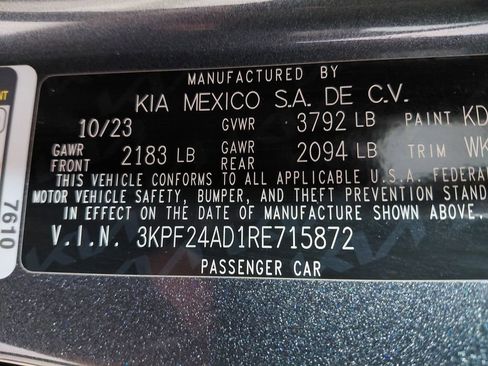 MANUFACTURED BY
KIA MEXICO S.A. DE C.V.
10/23 GVWR 3792 LB PAINT KD
GAWR FRONT 2183 LB GAWR REAR 2094 LB TRIM WK
THIS VEHICLE CONFORMS TO ALL APPLICABLE U.S.A. FEDERAL
MOTOR VEHICLE SAFETY, BUMPER, AND THEFT PREVENTION STAND
IN EFFECT ON THE DATE OF MANUFACTURE SHOWN ABOVE.
V.I.N. 3KPF24AD1RE715872
PASSENGER CAR
7610